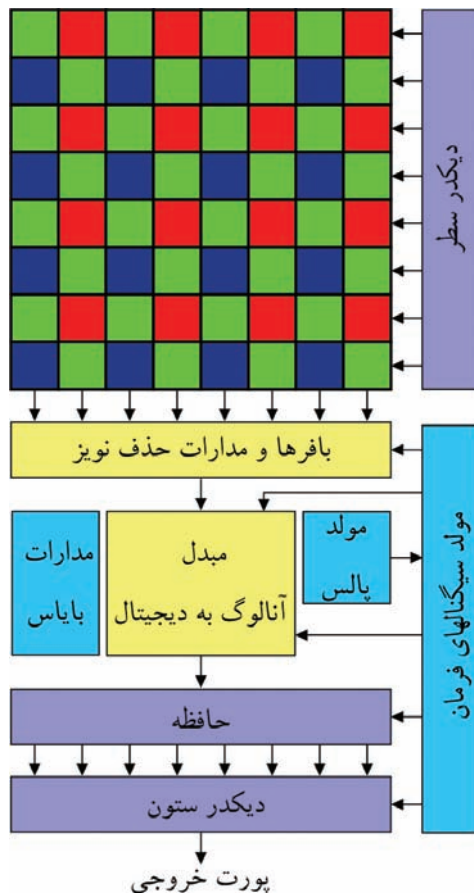 دیکدر سطر
بافرها و مدارات حذف نویز
مدارات
بایاس
مبدل
آنالوگ به دیجیتال
مولد
پالس
مولد سیگنالهای فرمان
حافظه
دیکدر ستون
پورت خروجی